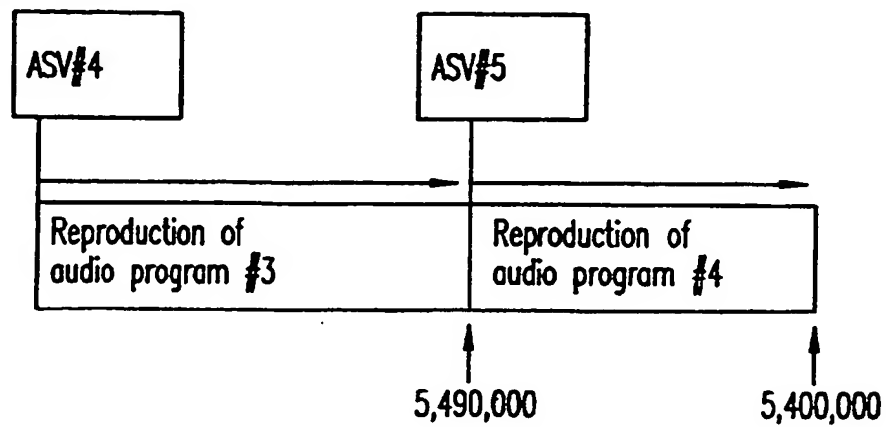 ASV#4
ASV#5
Reproduction of
audio program #3
Reproduction of
audio program #4
5,490,000
5,400,000